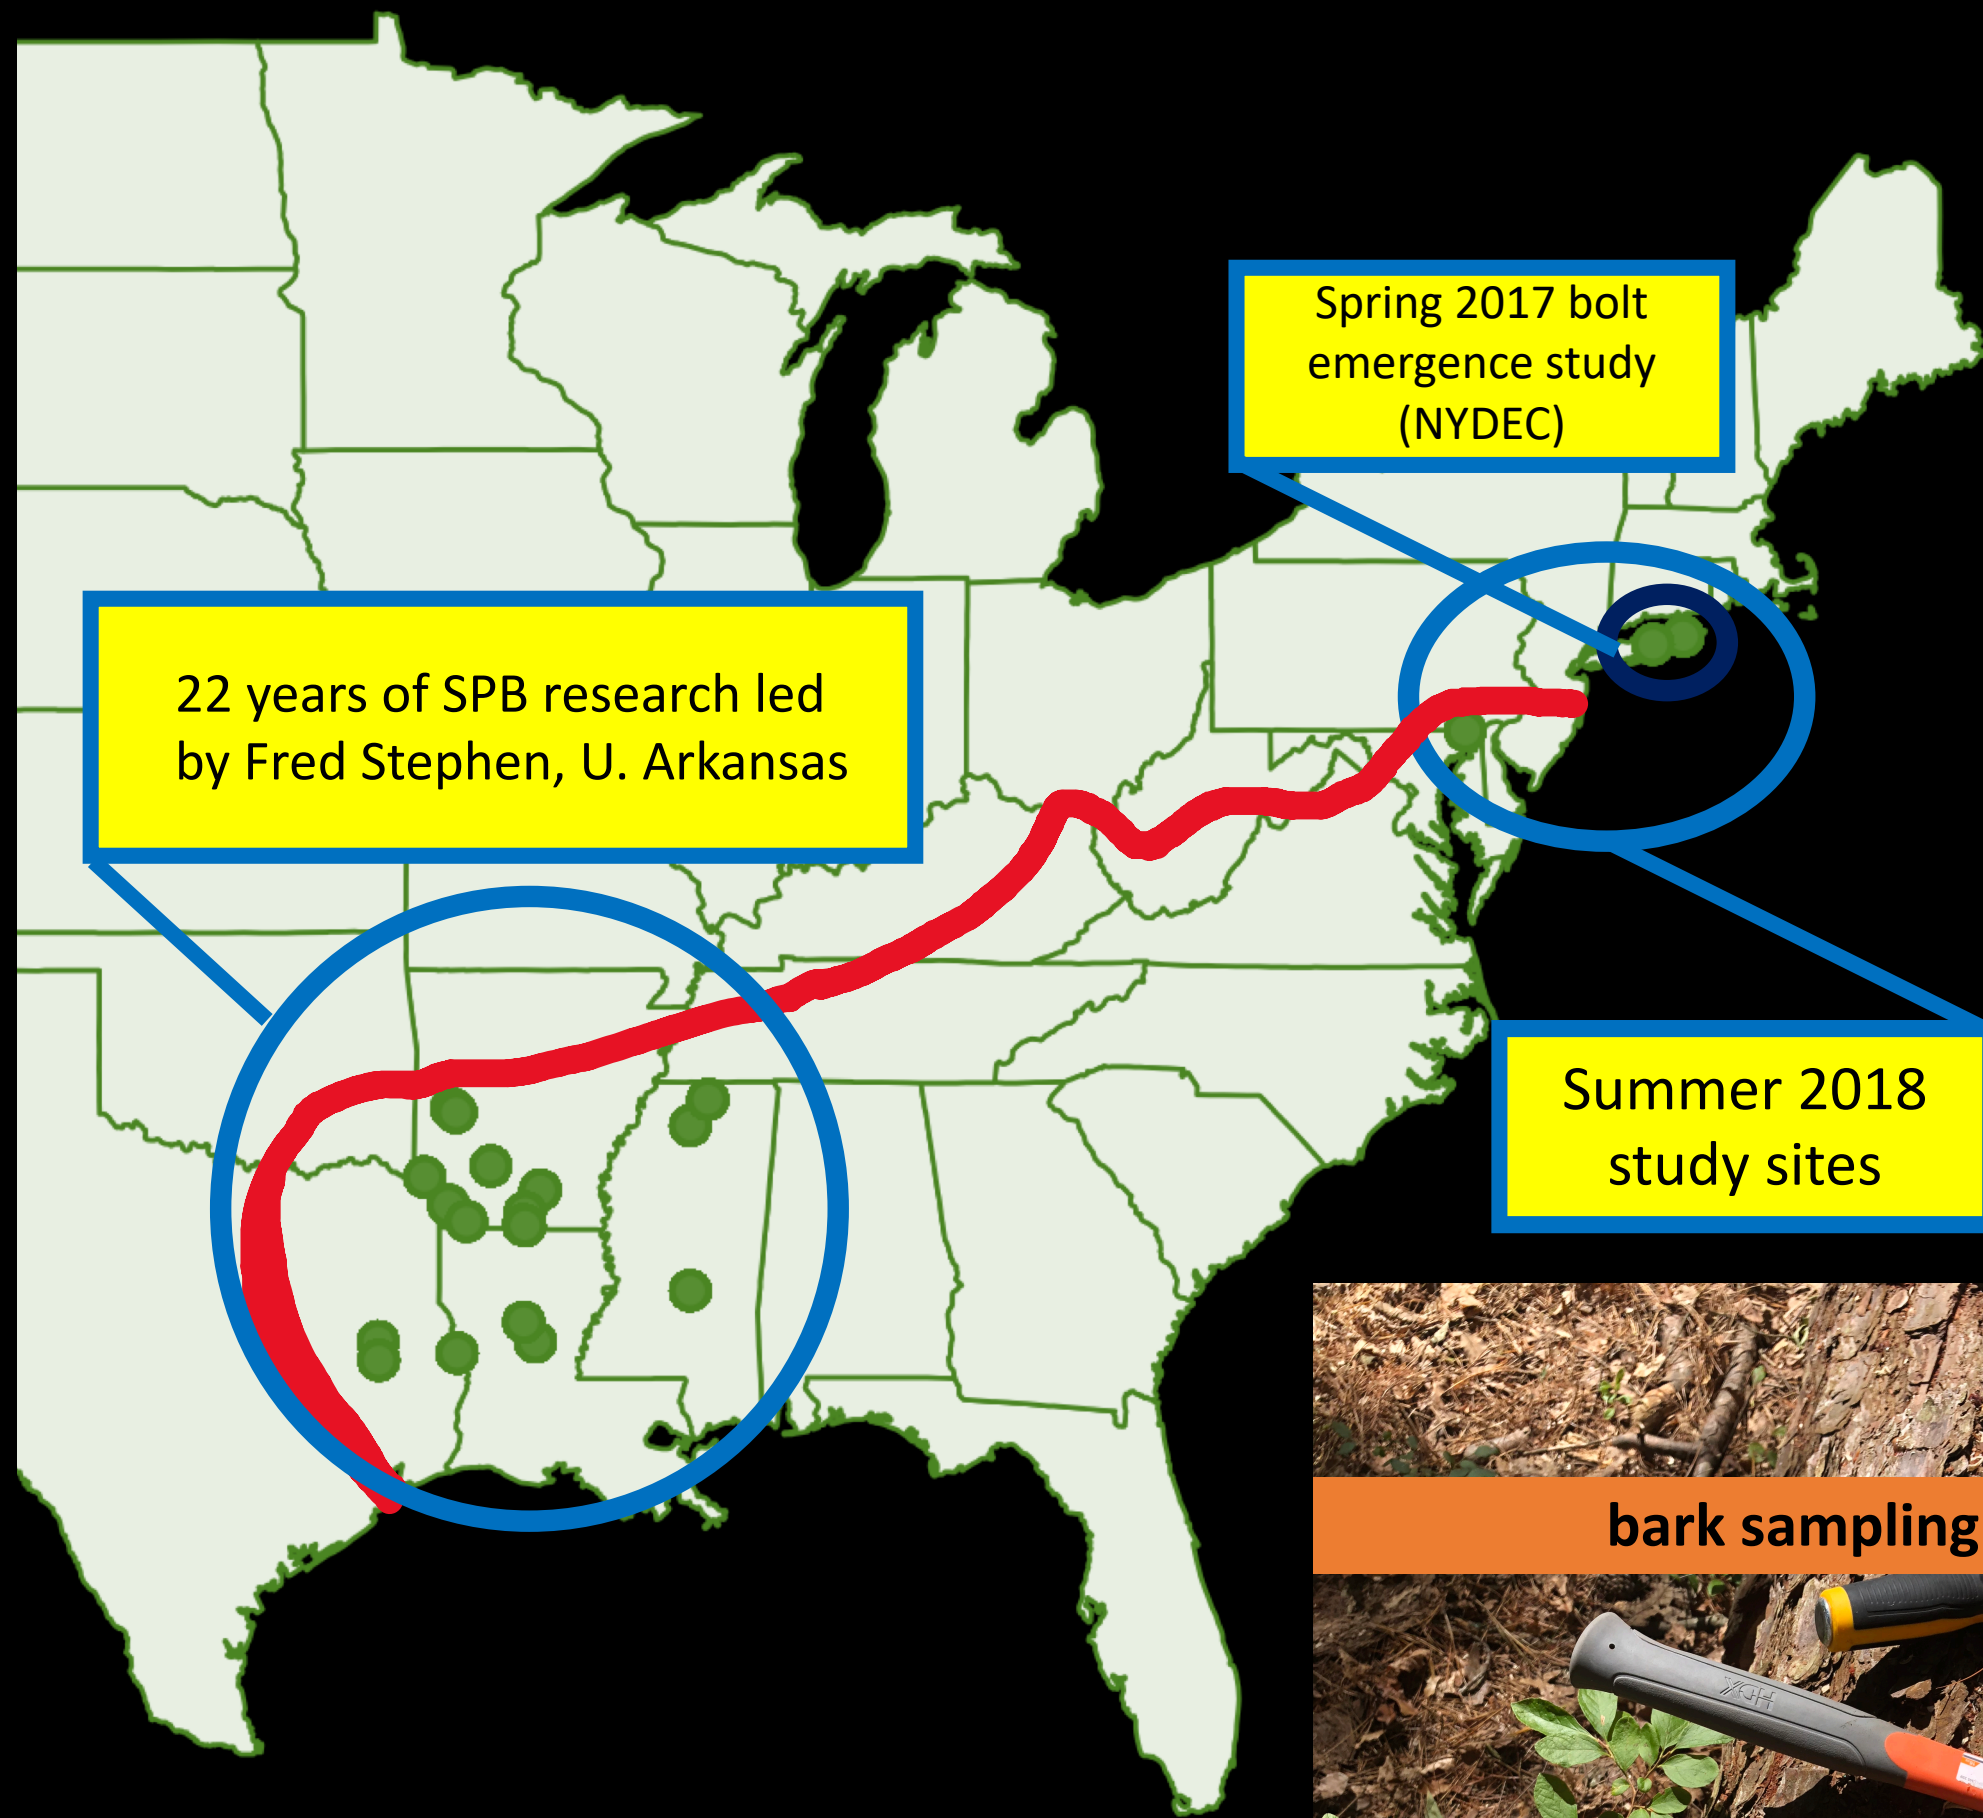 Spring 2017 bolt
emergence study
(NYDEC)
22 years of SPB research led
by Fred Stephen, U. Arkansas
Summer 2018
study sites
bark sampling
HDX